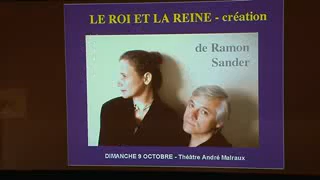 LE ROI ET LA REINE - création
de Ramon
Sander
DIMANCHE 9 OCTOBRE - Théâtre André Malraux